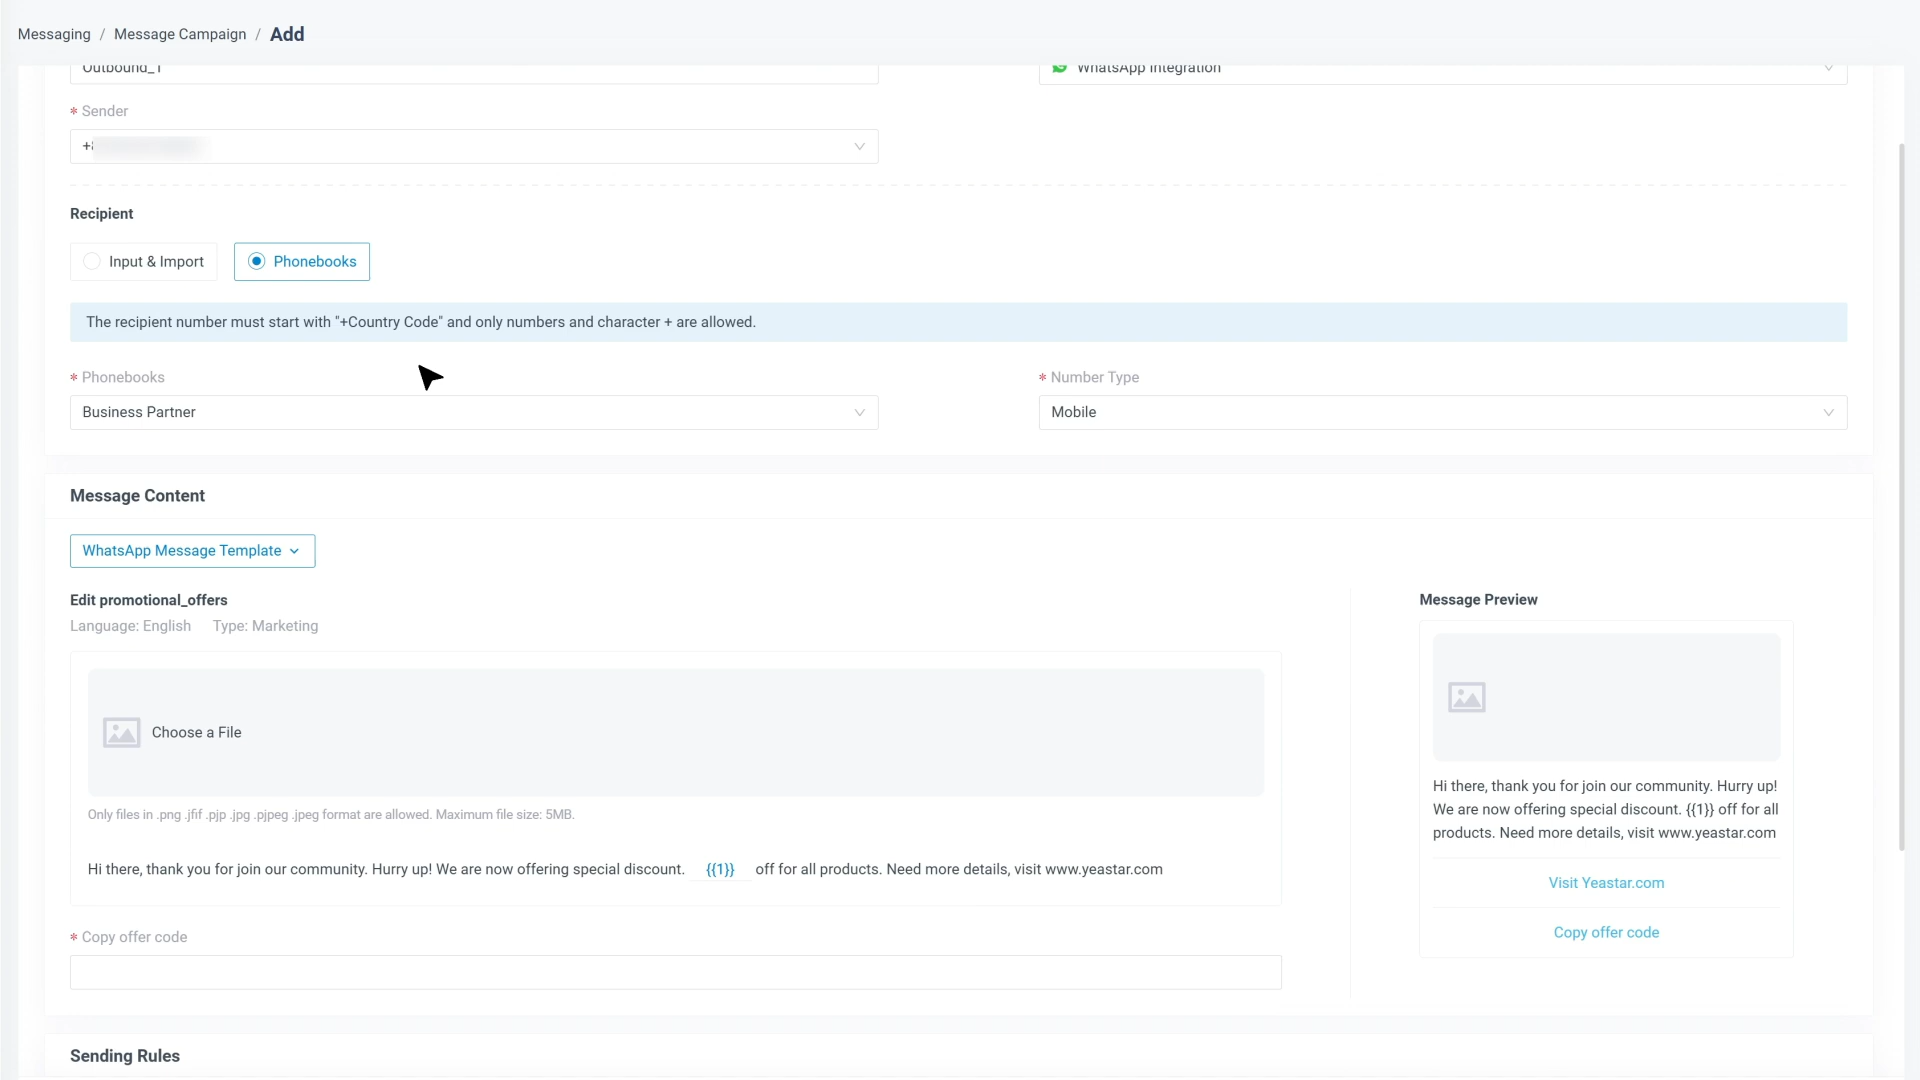 Messaging / Message Campaign / Add
Outbound_1
WhatsApp Integration
* Sender
Recipient
Input & Import
Phonebooks
The recipient number must start with "+Country Code" and only numbers and character + are allowed.
* Phonebooks
* Number Type
Business Partner
Mobile
Message Content
WhatsApp Message Template
Edit promotional_offers
Language: English Type: Marketing
Choose a File
Only files in .png .jfif .pjp .jpg .pjpeg .jpeg format are allowed. Maximum file size: 5MB.
Hi there, thank you for join our community. Hurry up! We are now offering special discount. {{1}} off for all products. Need more details, visit www.yeastar.com
* Copy offer code
Message Preview
Hi there, thank you for join our community. Hurry up!
We are now offering special discount. {{1}} off for all
products. Need more details, visit www.yeastar.com
Visit Yeastar.com
Copy offer code
Sending Rules